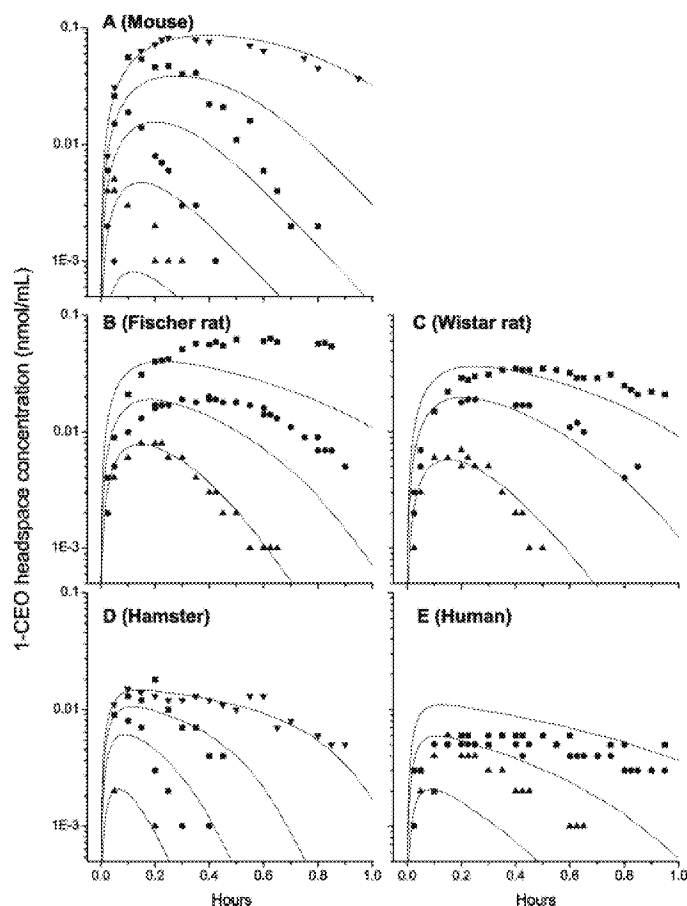 A (Mouse)
0.1
0.01
1E-3
B (Fischer rat)
C (Wistar rat)
0.1
0.01
1E-3
1-CEO headspace concentration (nmol/mL)
D (Hamster)
E (Human)
0.1
0.01
1E-3
0.0 0.2 0.4 0.6 0.8 1.0 0.0 0.2 0.4 0.6 0.8 1.0
Hours Hours